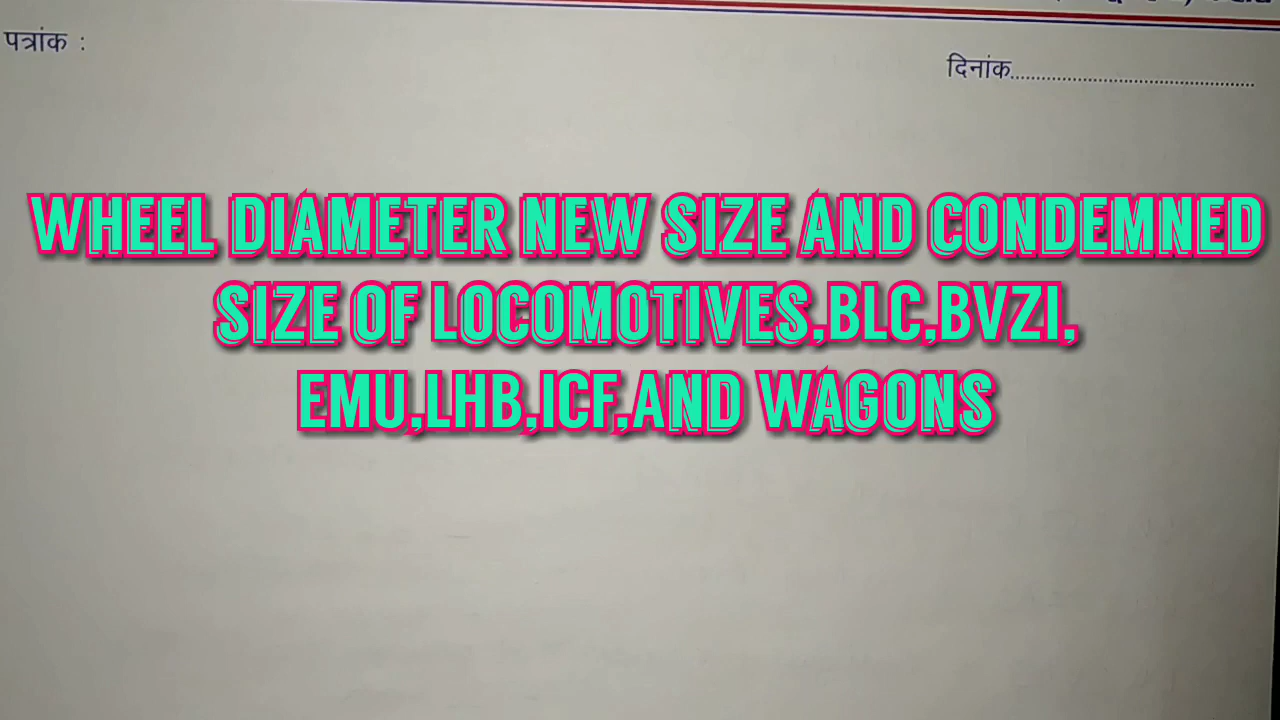 पत्रांक :
दिनांक................................................
WHEEL DIAMETER NEW SIZE AND CONDEMNED
SIZE OF LOCOMOTIVES,BLC,BVZI,
EMU,LHB,ICF,AND WAGONS